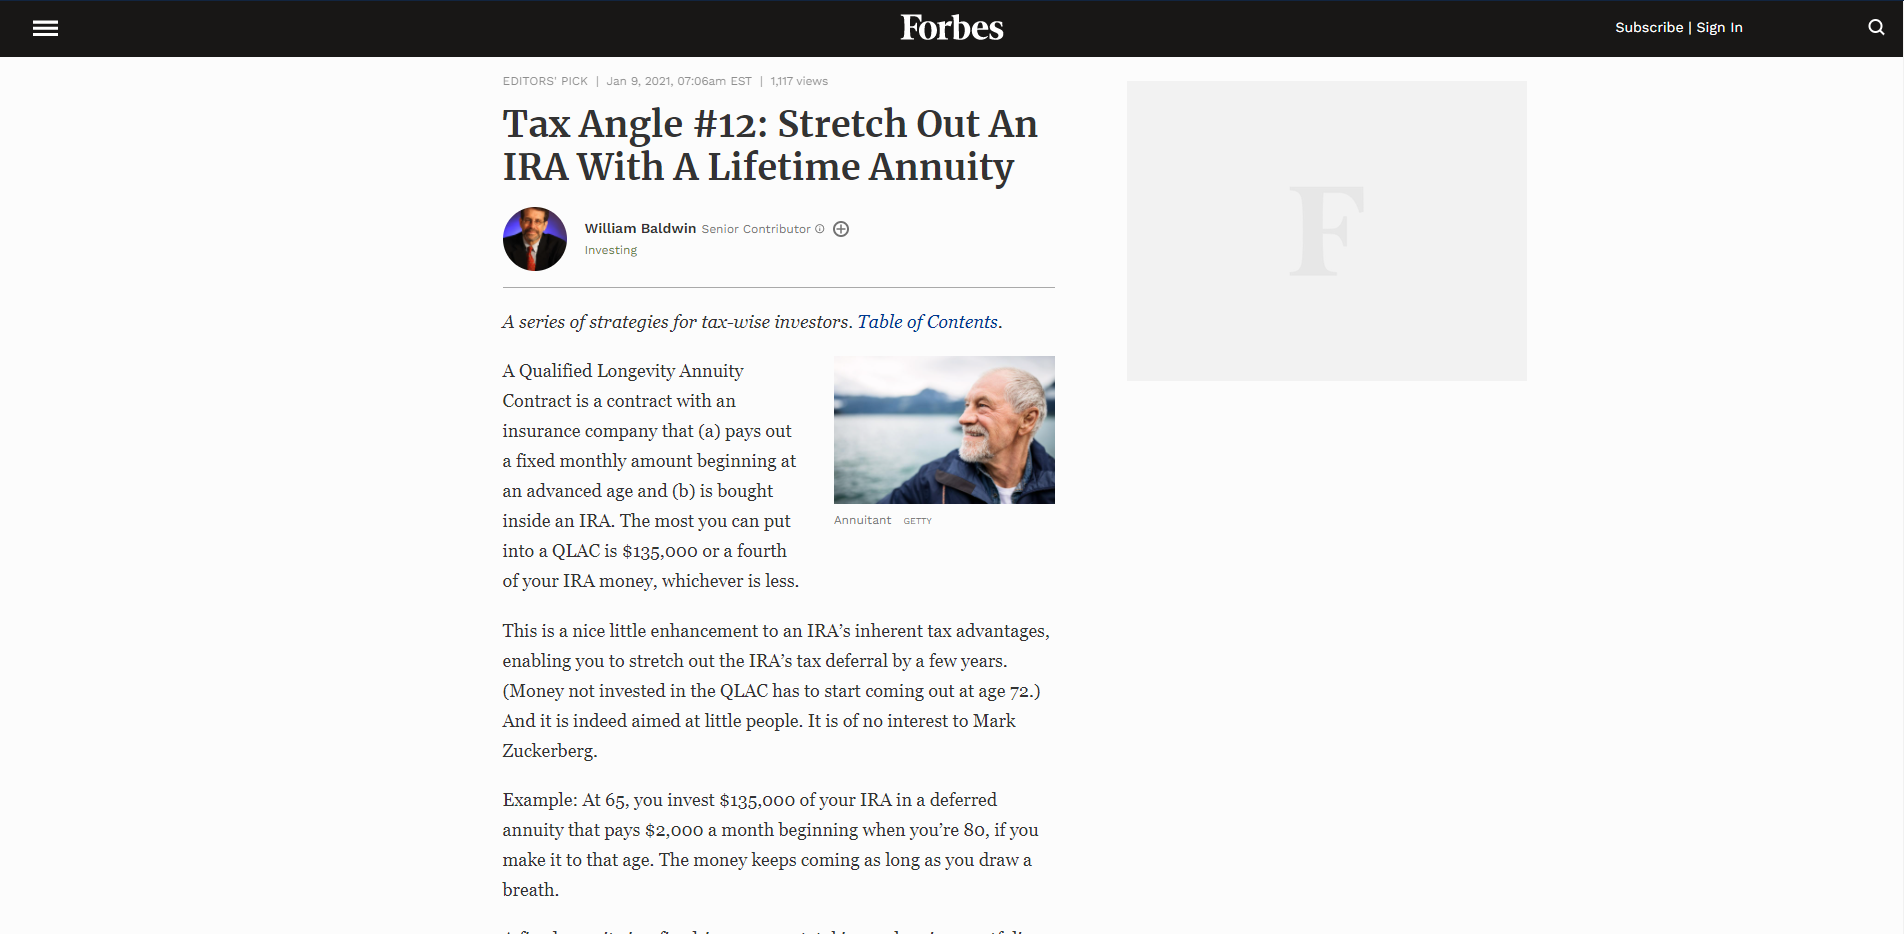 Forbes
Subscribe | Sign In
EDITORS' PICK | Jan 9, 2021, 07:06am EST | 1,117 views
Tax Angle #12: Stretch Out An
IRA With A Lifetime Annuity
William Baldwin Senior Contributor
Investing
A series of strategies for tax-wise investors. Table of Contents.
A Qualified Longevity Annuity
Contract is a contract with an
insurance company that (a) pays out
a fixed monthly amount beginning at
an advanced age and (b) is bought
inside an IRA. The most you can put
into a QLAC is $135,000 or a fourth
of your IRA money, whichever is less.
Annuitant GETTY
This is a nice little enhancement to an IRA’s inherent tax advantages,
enabling you to stretch out the IRA’s tax deferral by a few years.
(Money not invested in the QLAC has to start coming out at age 72.)
And it is indeed aimed at little people. It is of no interest to Mark
Zuckerberg.
Example: At 65, you invest $135,000 of your IRA in a deferred
annuity that pays $2,000 a month beginning when you’re 80, if you
make it to that age. The money keeps coming as long as you draw a
breath.
F